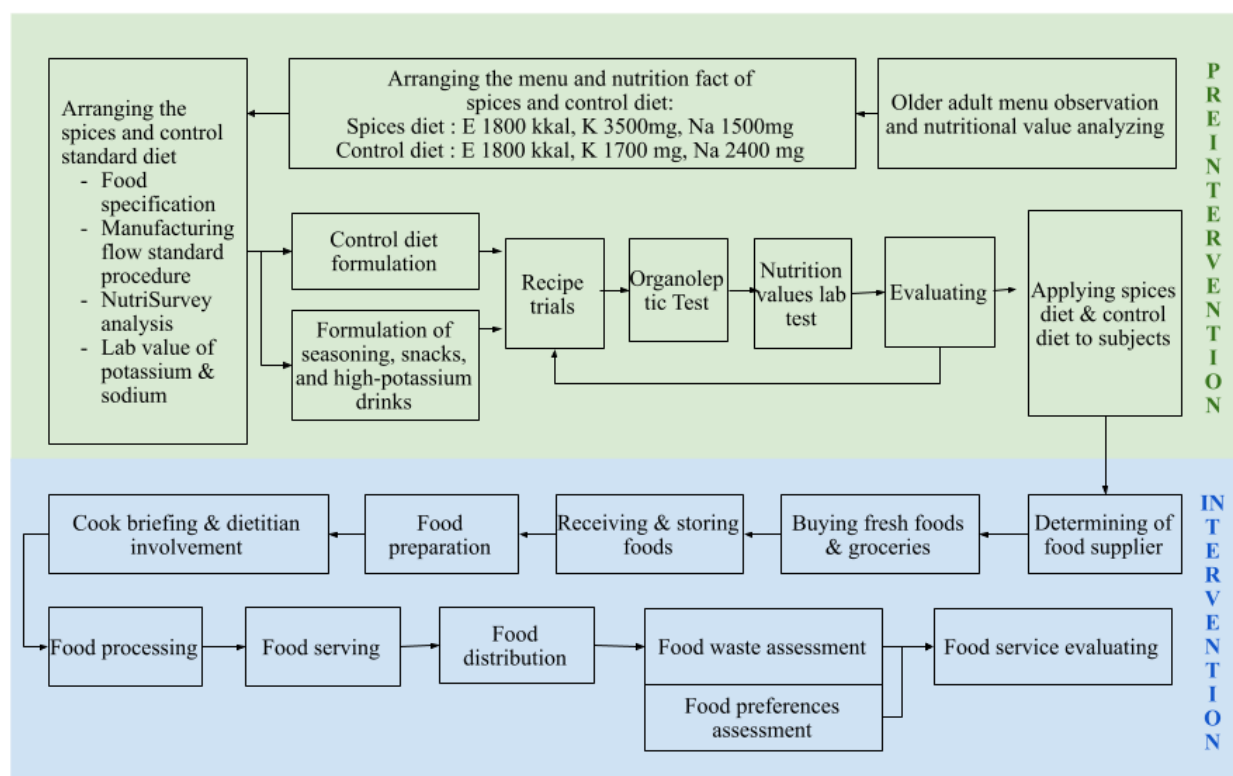 Arranging the
spices and control
standard diet
- Food
specification
- Manufacturing
flow standard
procedure
- NutriSurvey
analysis
- Lab value of
potassium &
sodium
Arranging the menu and nutrition fact of
spices and control diet:
Spices diet : E 1800 kkal, K 3500mg, Na 1500mg
Control diet : E 1800 kkal, K 1700 mg, Na 2400 mg
Older adult menu observation
and nutritional value analyzing
PREINTERVENTION
Control diet
formulation
Formulation of
seasoning, snacks,
and high-potassium
drinks
Recipe
trials
Organolep
tic Test
Nutrition
values lab
test
Evaluating
Applying spices
diet & control
diet to subjects
Cook briefing & dietitian
involvement
Food
preparation
Receiving & storing
foods
Buying fresh foods
& groceries
Determining of
food supplier
INTERVENTION
Food processing
Food serving
Food
distribution
Food waste assessment
Food preferences
assessment
Food service evaluating